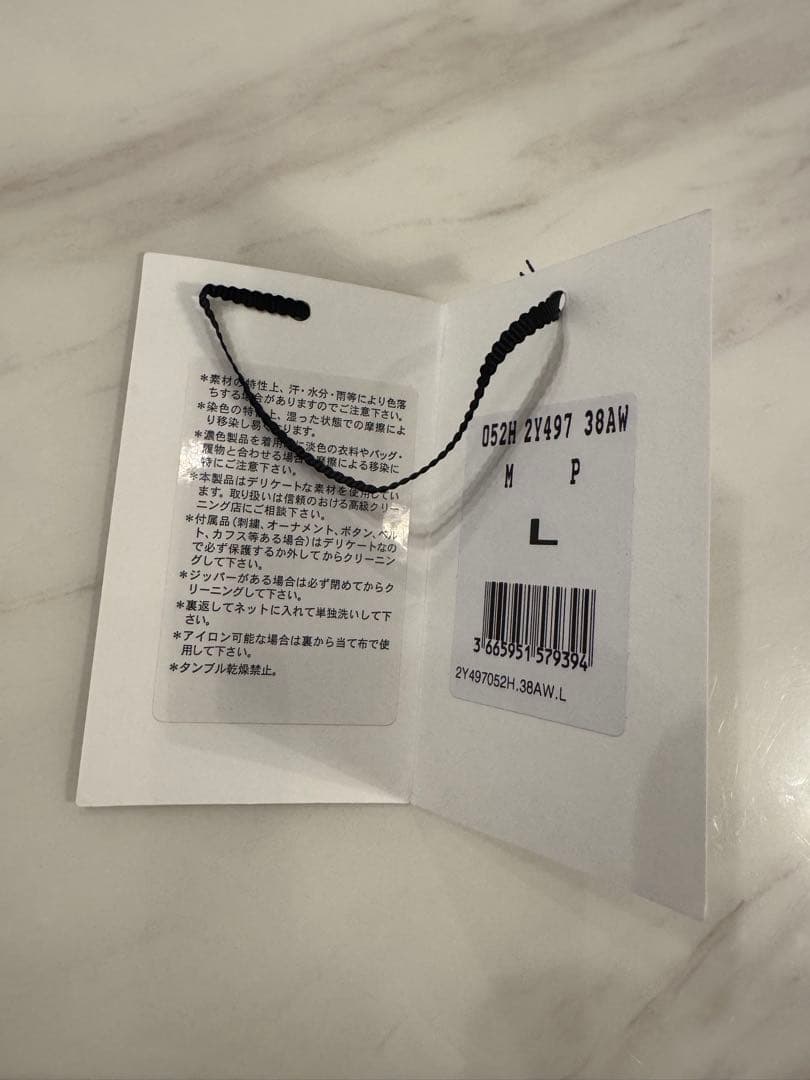 ＊素材の特性上、汗・水分・雨等により色落
ちする場合がありますのでご注意下さい。
＊染色の特性上、湿った状態での摩擦によ
り移染し易くなります。
＊濃色製品を着用時に淡色の衣料やバッグ・
履物と合わせる場合、摩擦による移染に
特にご注意下さい。
＊本製品はデリケートな素材を使用してい
ます。取り扱いは信頼のおける高級クリー
ニング店にご相談下さい。
＊付属品(刺繍、オーナメント、ボタン、ベル
ト、カフス等ある場合)はデリケートなの
で必ず保護するか外してからクリーニン
グして下さい。
＊ジッパーがある場合は必ず閉めてからク
リーニングして下さい。
＊裏返してネットに入れて単独洗いして下
さい。
＊アイロン可能な場合は裏から当て布で使
用して下さい。
＊タンブル乾燥禁止。
052H 2Y497 38AW
M P
L
3 665951 579394
2Y497052H.38AW.L